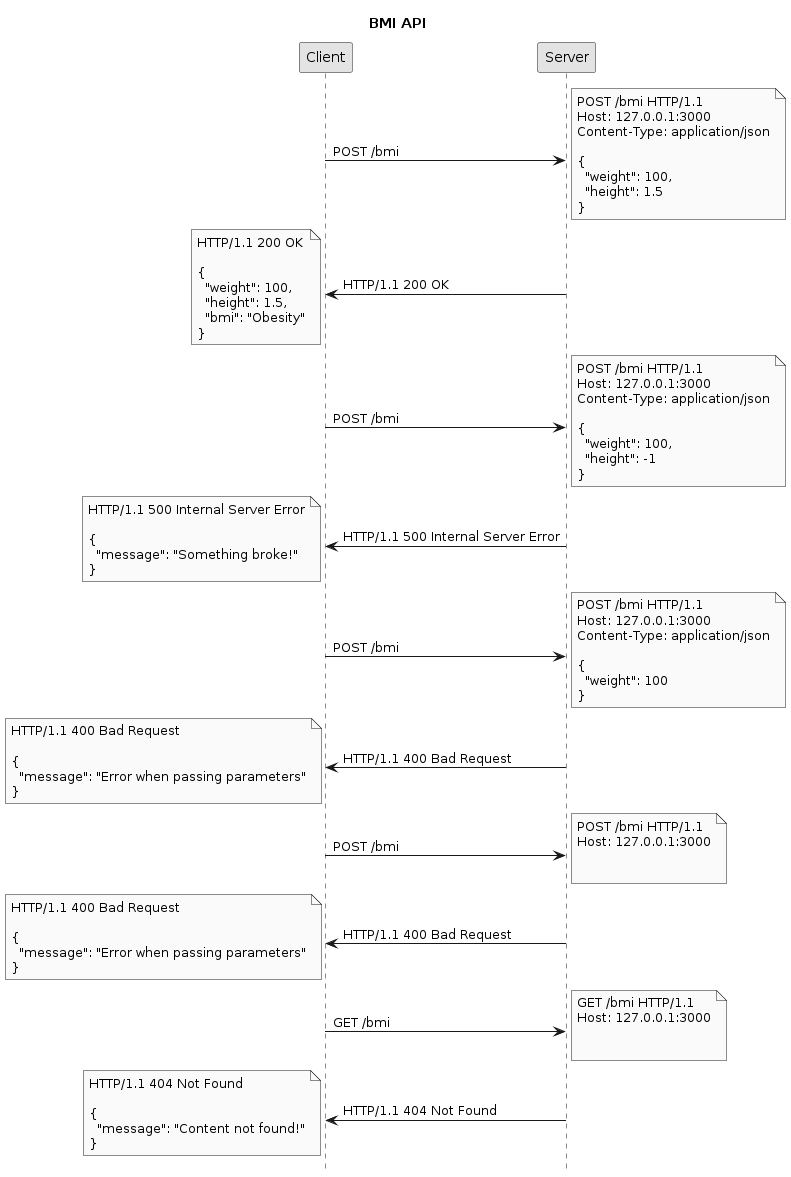 BMI API
Client
Server
POST /bmi HTTP/1.1
Host: 127.0.0.1:3000
Content-Type: application/json
{
"weight": 100,
"height": 1.5
}
POST /bmi
HTTP/1.1 200 OK
{
"weight": 100,
"height": 1.5,
"bmi": "Obesity"
}
HTTP/1.1 200 OK
POST /bmi HTTP/1.1
Host: 127.0.0.1:3000
Content-Type: application/json
{
"weight": 100,
"height": -1
}
POST /bmi
HTTP/1.1 500 Internal Server Error
{
"message": "Something broke!"
}
HTTP/1.1 500 Internal Server Error
POST /bmi HTTP/1.1
Host: 127.0.0.1:3000
Content-Type: application/json
{
"weight": 100
}
POST /bmi
HTTP/1.1 400 Bad Request
{
"message": "Error when passing parameters"
}
HTTP/1.1 400 Bad Request
POST /bmi HTTP/1.1
Host: 127.0.0.1:3000
POST /bmi
HTTP/1.1 400 Bad Request
{
"message": "Error when passing parameters"
}
HTTP/1.1 400 Bad Request
GET /bmi HTTP/1.1
Host: 127.0.0.1:3000
GET /bmi
HTTP/1.1 404 Not Found
{
"message": "Content not found!"
}
HTTP/1.1 404 Not Found